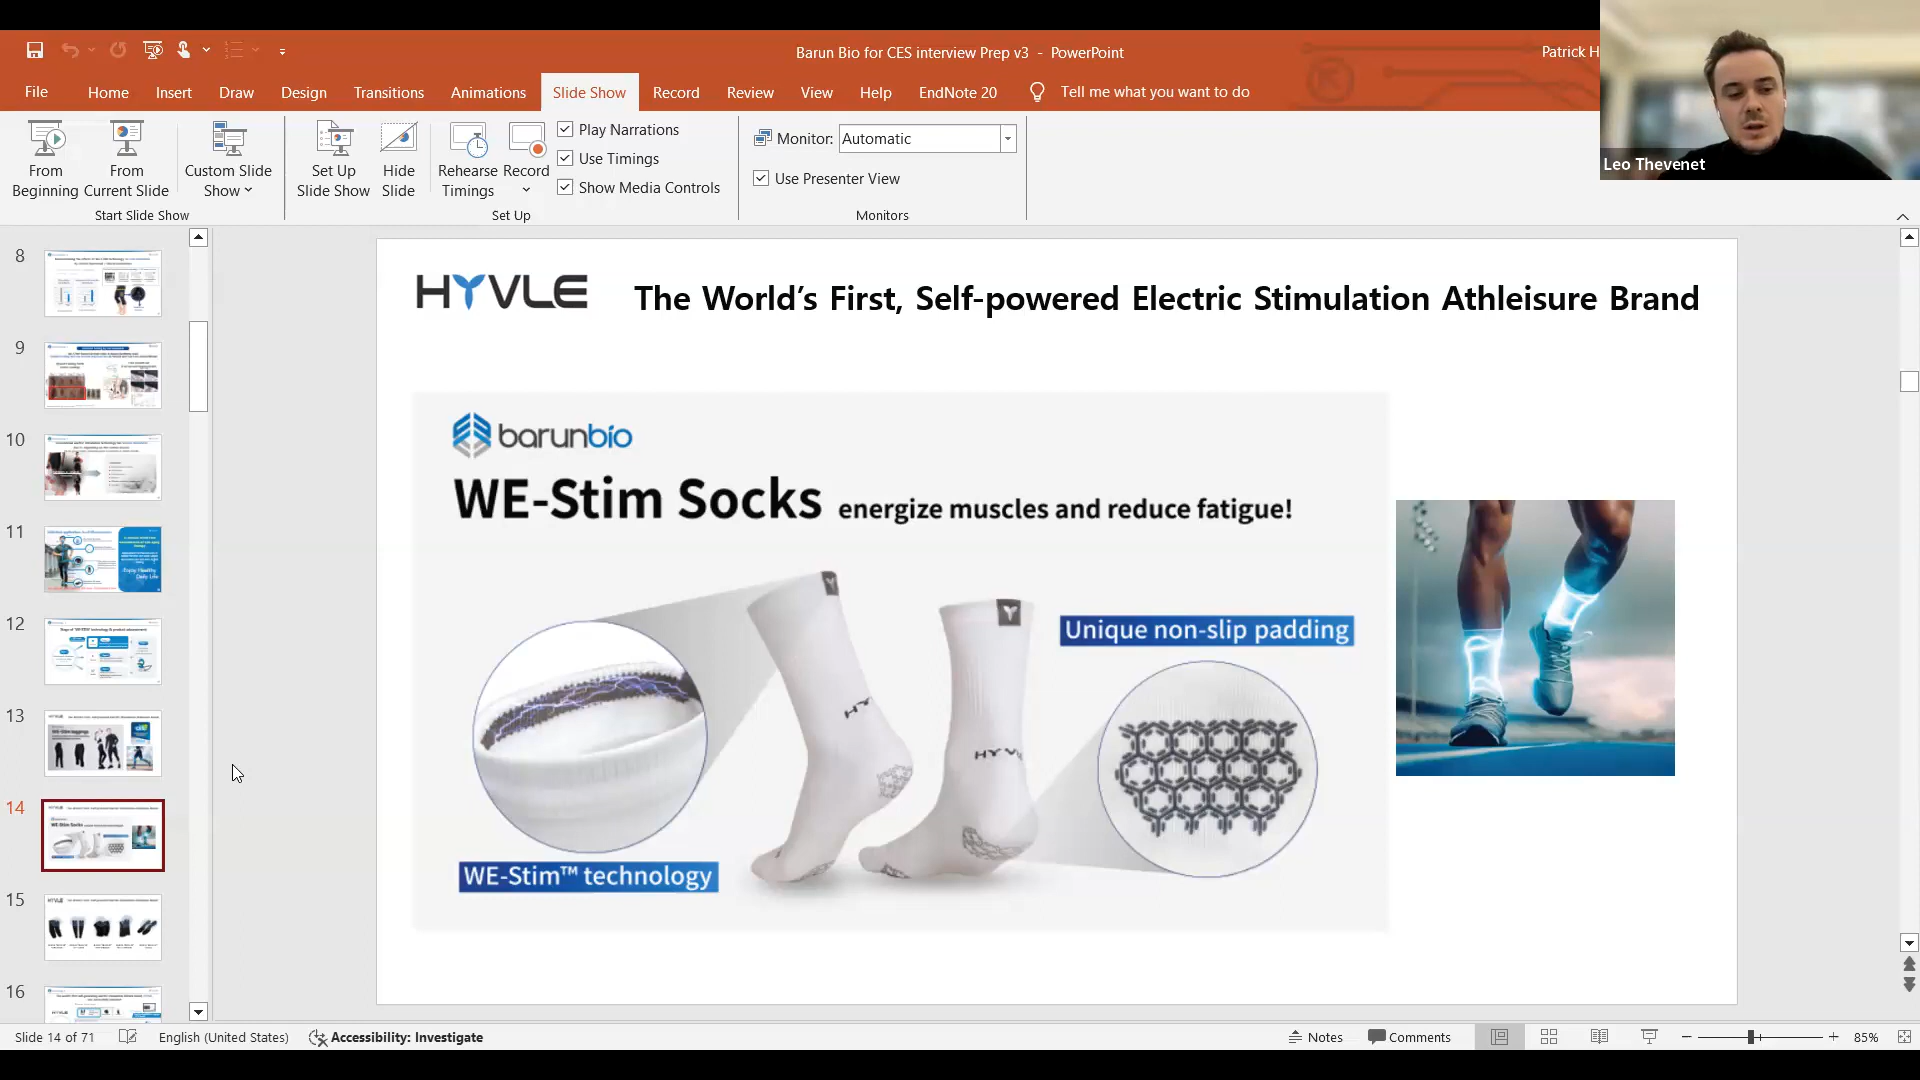 Barun Bio for CES interview Prep v3 - PowerPoint
Patrick H
Leo Thevenet
File Home Insert Draw Design Transitions Animations Slide Show Record Review View Help EndNote 20 Tell me what you want to do
From Beginning
From Current Slide
Custom Slide Show
Start Slide Show
Set Up Slide Show
Hide Slide
Rehearse Timings
Record
Play Narrations
Use Timings
Show Media Controls
Set Up
Monitor: Automatic
Use Presenter View
Monitors
8
9
10
11
12
13
14
15
16
HYVLE
The World’s First, Self-powered Electric Stimulation Athleisure Brand
barunbio
WE-Stim Socks energize muscles and reduce fatigue!
Unique non-slip padding
WE-Stim™ technology
Slide 14 of 71 English (United States) Accessibility: Investigate Notes Comments 85%